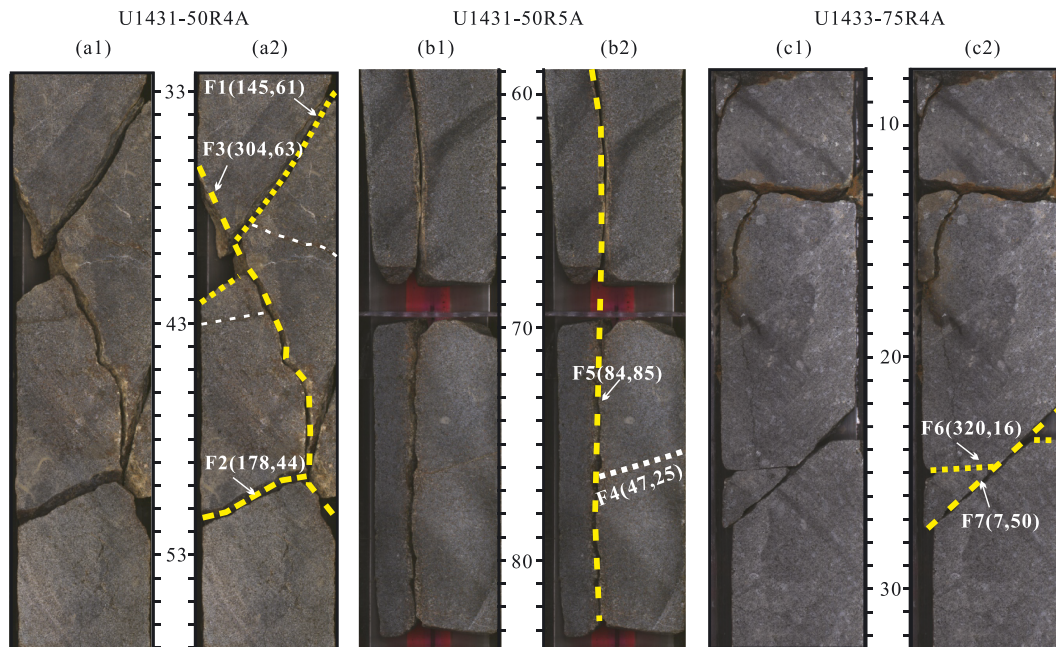 U1431-50R4A
U1431-50R5A
U1433-75R4A
(a1)
(a2)
(b1)
(b2)
(c1)
(c2)
33
43
53
F1(145,61)
F3(304,63)
F2(178,44)
60
70
80
F5(84,85)
F4(47,25)
10
20
30
F6(320,16)
F7(7,50)